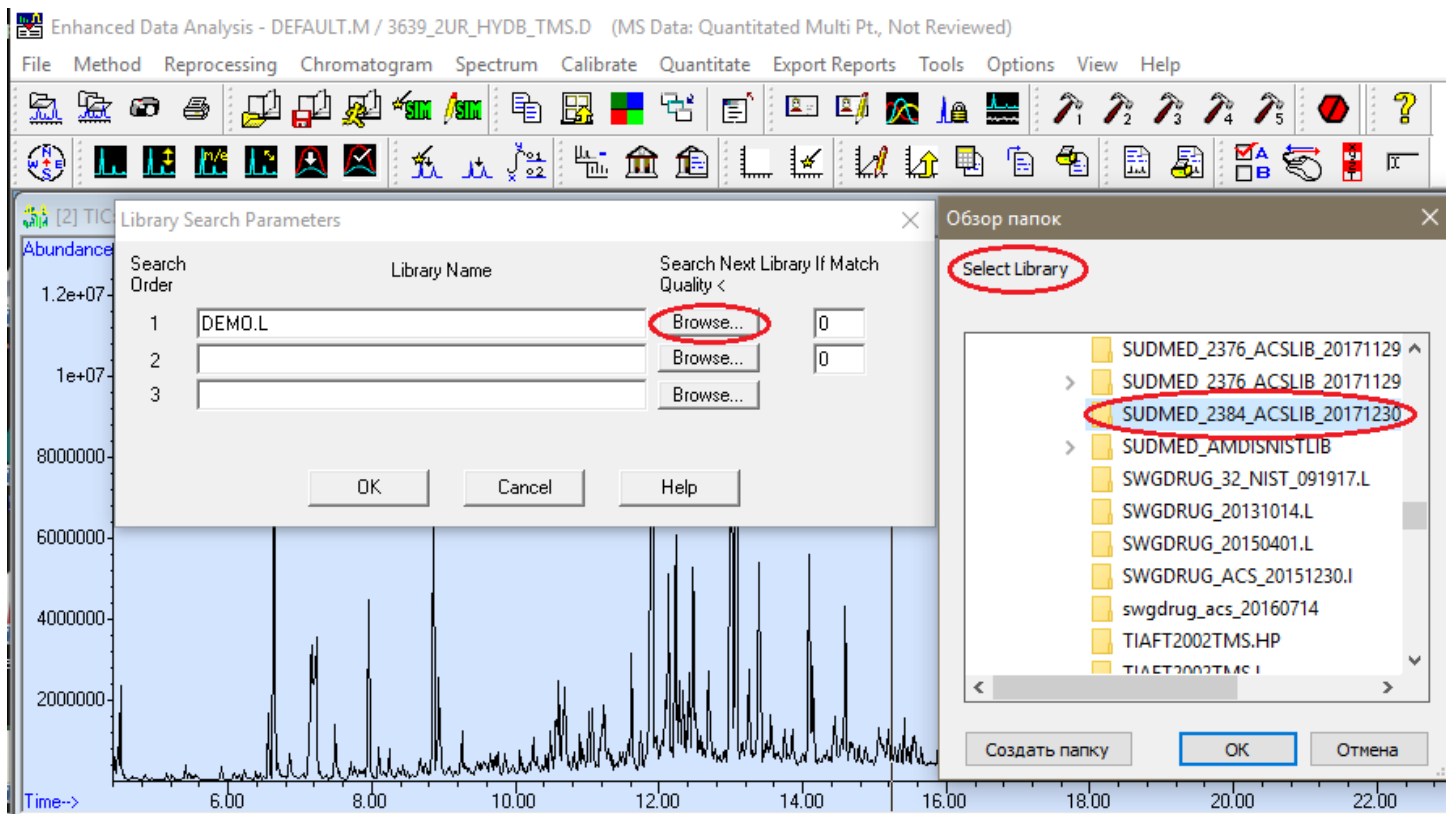 Enhanced Data Analysis - DEFAULT.M / 3639_2UR_HYDB_TMS.D (MS Data: Quantitated Multi Pt., Not Reviewed)
File Method Reprocessing Chromatogram Spectrum Calibrate Quantitate Export Reports Tools Options View Help
[2] TIC
Abundance
1.2e+07
1e+07
8000000
6000000
4000000
2000000
Time-->
6.00 8.00 10.00 12.00 14.00 16.00 18.00 20.00 22.00
Library Search Parameters
Search Order
Library Name
Search Next Library If Match Quality <
1 DEMO.L Browse... 0
2 Browse... 0
3 Browse...
OK Cancel Help
Обзор папок
Select Library
SUDMED_2376_ACSLIB_20171129
SUDMED_2376_ACSLIB_20171129
SUDMED_2384_ACSLIB_20171230
SUDMED_AMDISNISTLIB
SWGDRUG_32_NIST_091917.L
SWGDRUG_20131014.L
SWGDRUG_20150401.L
SWGDRUG_ACS_20151230.l
swgdrug_acs_20160714
TIAFT2002TMS.HP
TIAFT2002TMS.L
Создать папку OK Отмена